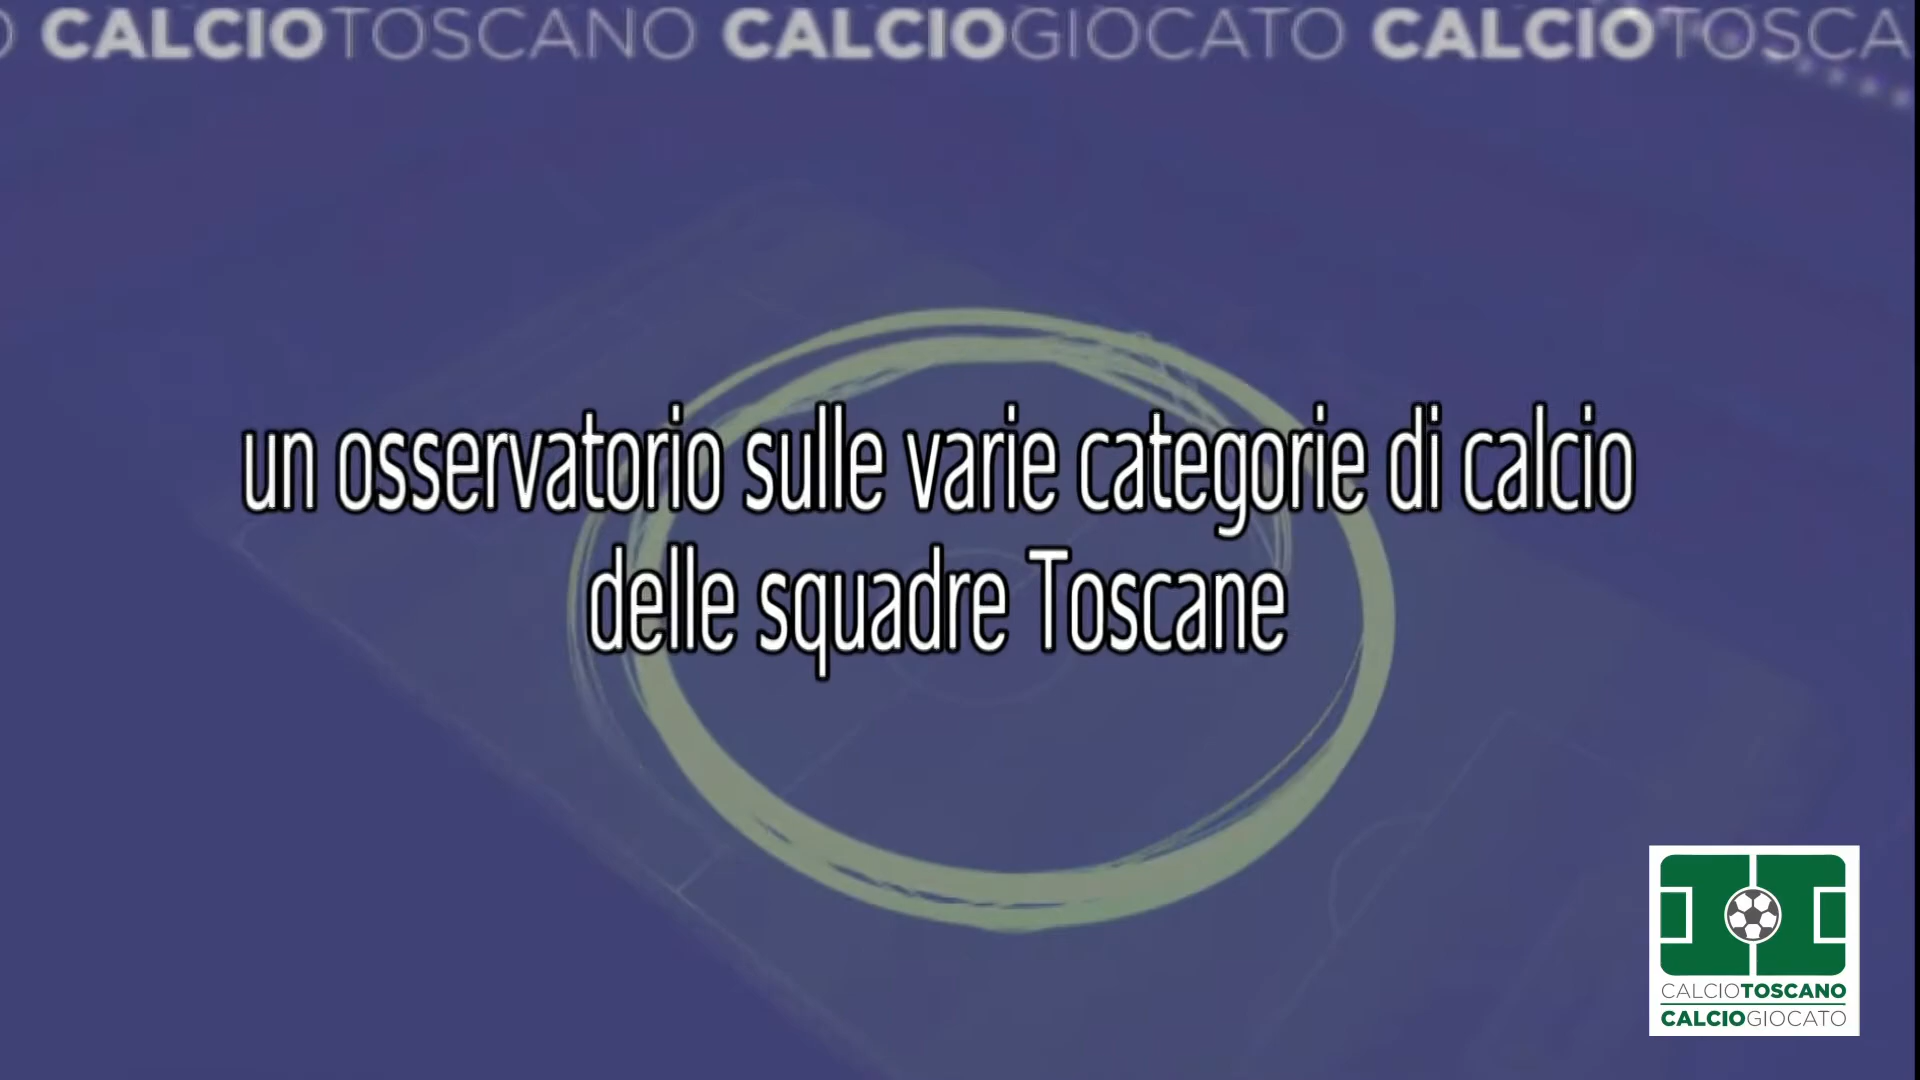 O CALCIOTOSCANO CALCIOGIOCATO CALCIOTOSCA
un osservatorio sulle varie categorie di calcio
delle squadre Toscane
CALCIOTOSCANO
CALCIOGIOCATO